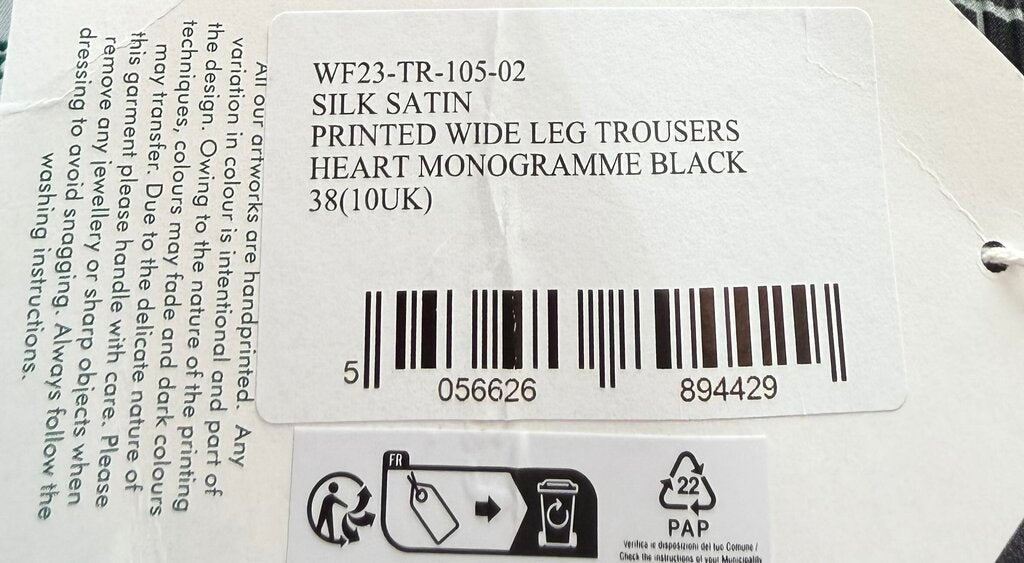 WF23-TR-105-02
SILK SATIN
PRINTED WIDE LEG TROUSERS
HEART MONOGRAMME BLACK
38(10UK)
5 056626 894429
All our artworks are handprinted. Any
variation in colour is intentional and part of
the design. Owing to the nature of the printing
techniques, colours may fade and dark colours
may transfer. Due to the delicate nature of
this garment please handle with care. Please
remove any jewellery or sharp objects when
dressing to avoid snagging. Always follow the
washing instructions.
FR
22
PAP
Verifica le disposizioni del tuo Comune /
Check the instructions of your Municipality